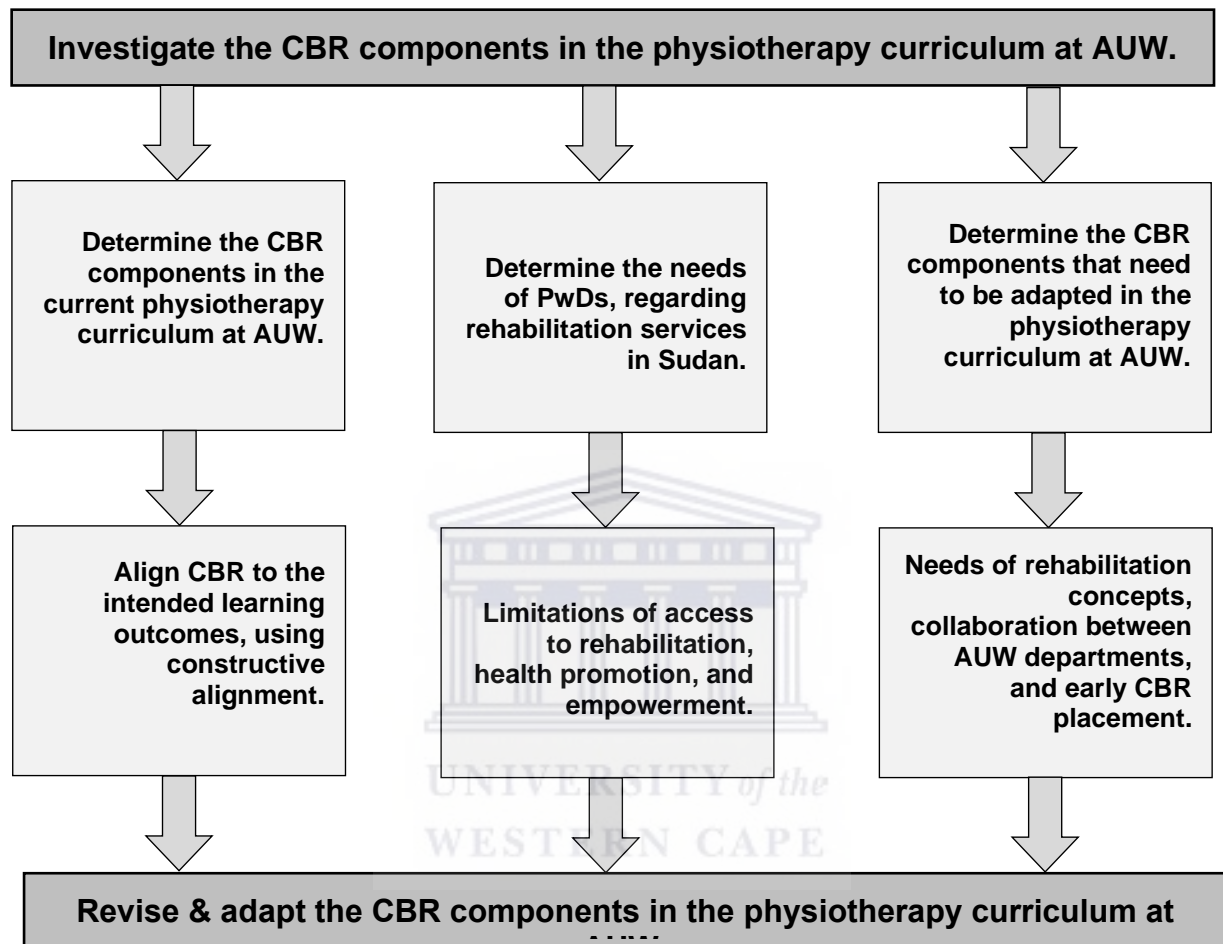 Investigate the CBR components in the physiotherapy curriculum at AUW.
Determine the CBR
components in the
current physiotherapy
curriculum at AUW.
Determine the needs
of PwDs, regarding
rehabilitation services
in Sudan.
Determine the CBR
components that need
to be adapted in the
physiotherapy
curriculum at AUW.
Align CBR to the
intended learning
outcomes, using
constructive
alignment.
Limitations of access
to rehabilitation,
health promotion, and
empowerment.
Needs of rehabilitation
concepts,
collaboration between
AUW departments,
and early CBR
placement.
UNIVERSITY of the
WESTERN CAPE
Revise & adapt the CBR components in the physiotherapy curriculum at